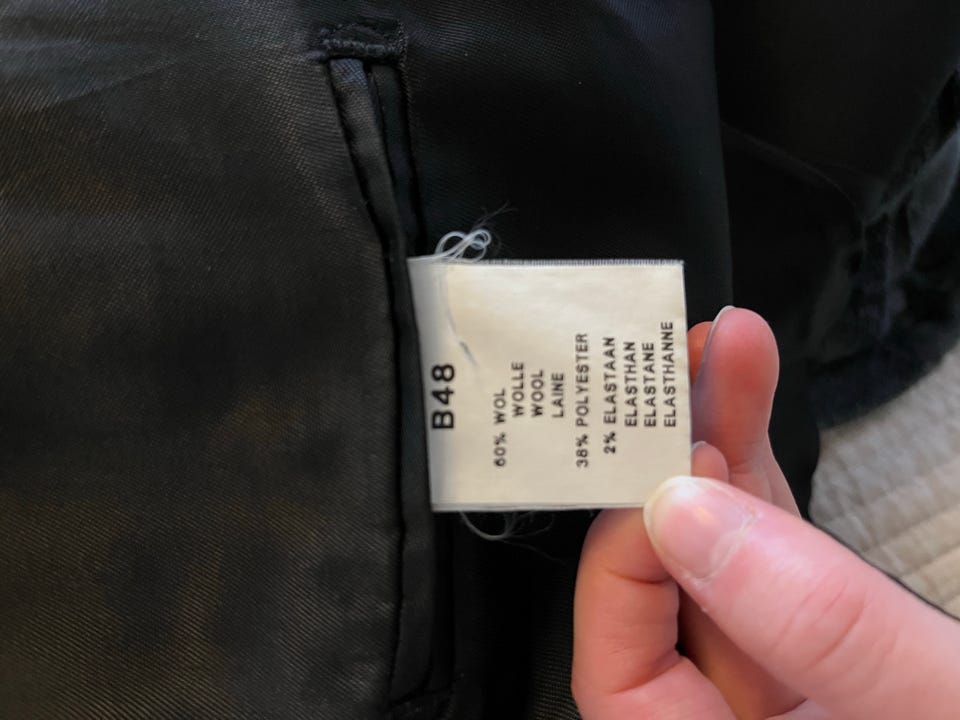 B48
60% WOL
WOLLE
WOOL
LAINE
38% POLYESTER
2% ELASTAAN
ELASTHAN
ELASTANE
ELASTHANNE